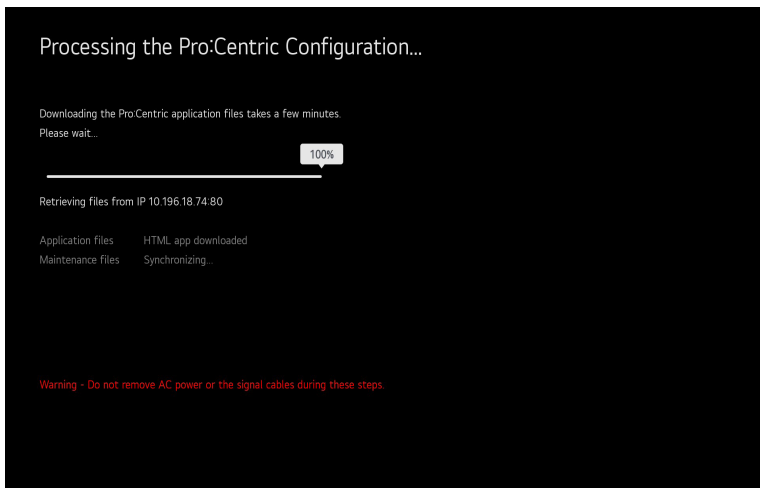 Processing the Pro:Centric Configuration...
Downloading the Pro:Centric application files takes a few minutes.
Please wait...
100%
Retrieving files from IP 10.196.18.74:80
Application files HTML app downloaded
Maintenance files Synchronizing...
Warning - Do not remove AC power or the signal cables during these steps.